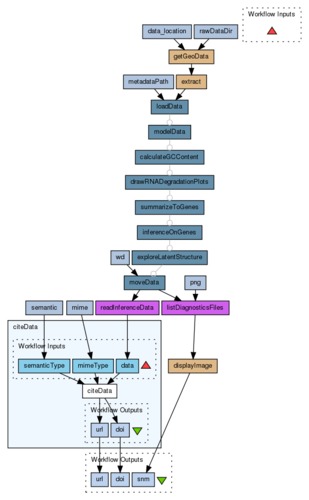 Workflow Inputs
data_location rawDataDir
getGeoData
metadataPath extract
loadData
modelData
calculateGCContent
drawRNADegradationPlots
summarizeToGenes
inferenceOnGenes
wd exploreLatentStructure
moveData png
semantic mime readInferenceData listDiagnosticsFiles
citeData
Workflow Inputs
semanticType mimeType data displayImage
citeData
Workflow Outputs
url doi
Workflow Outputs
url doi snm